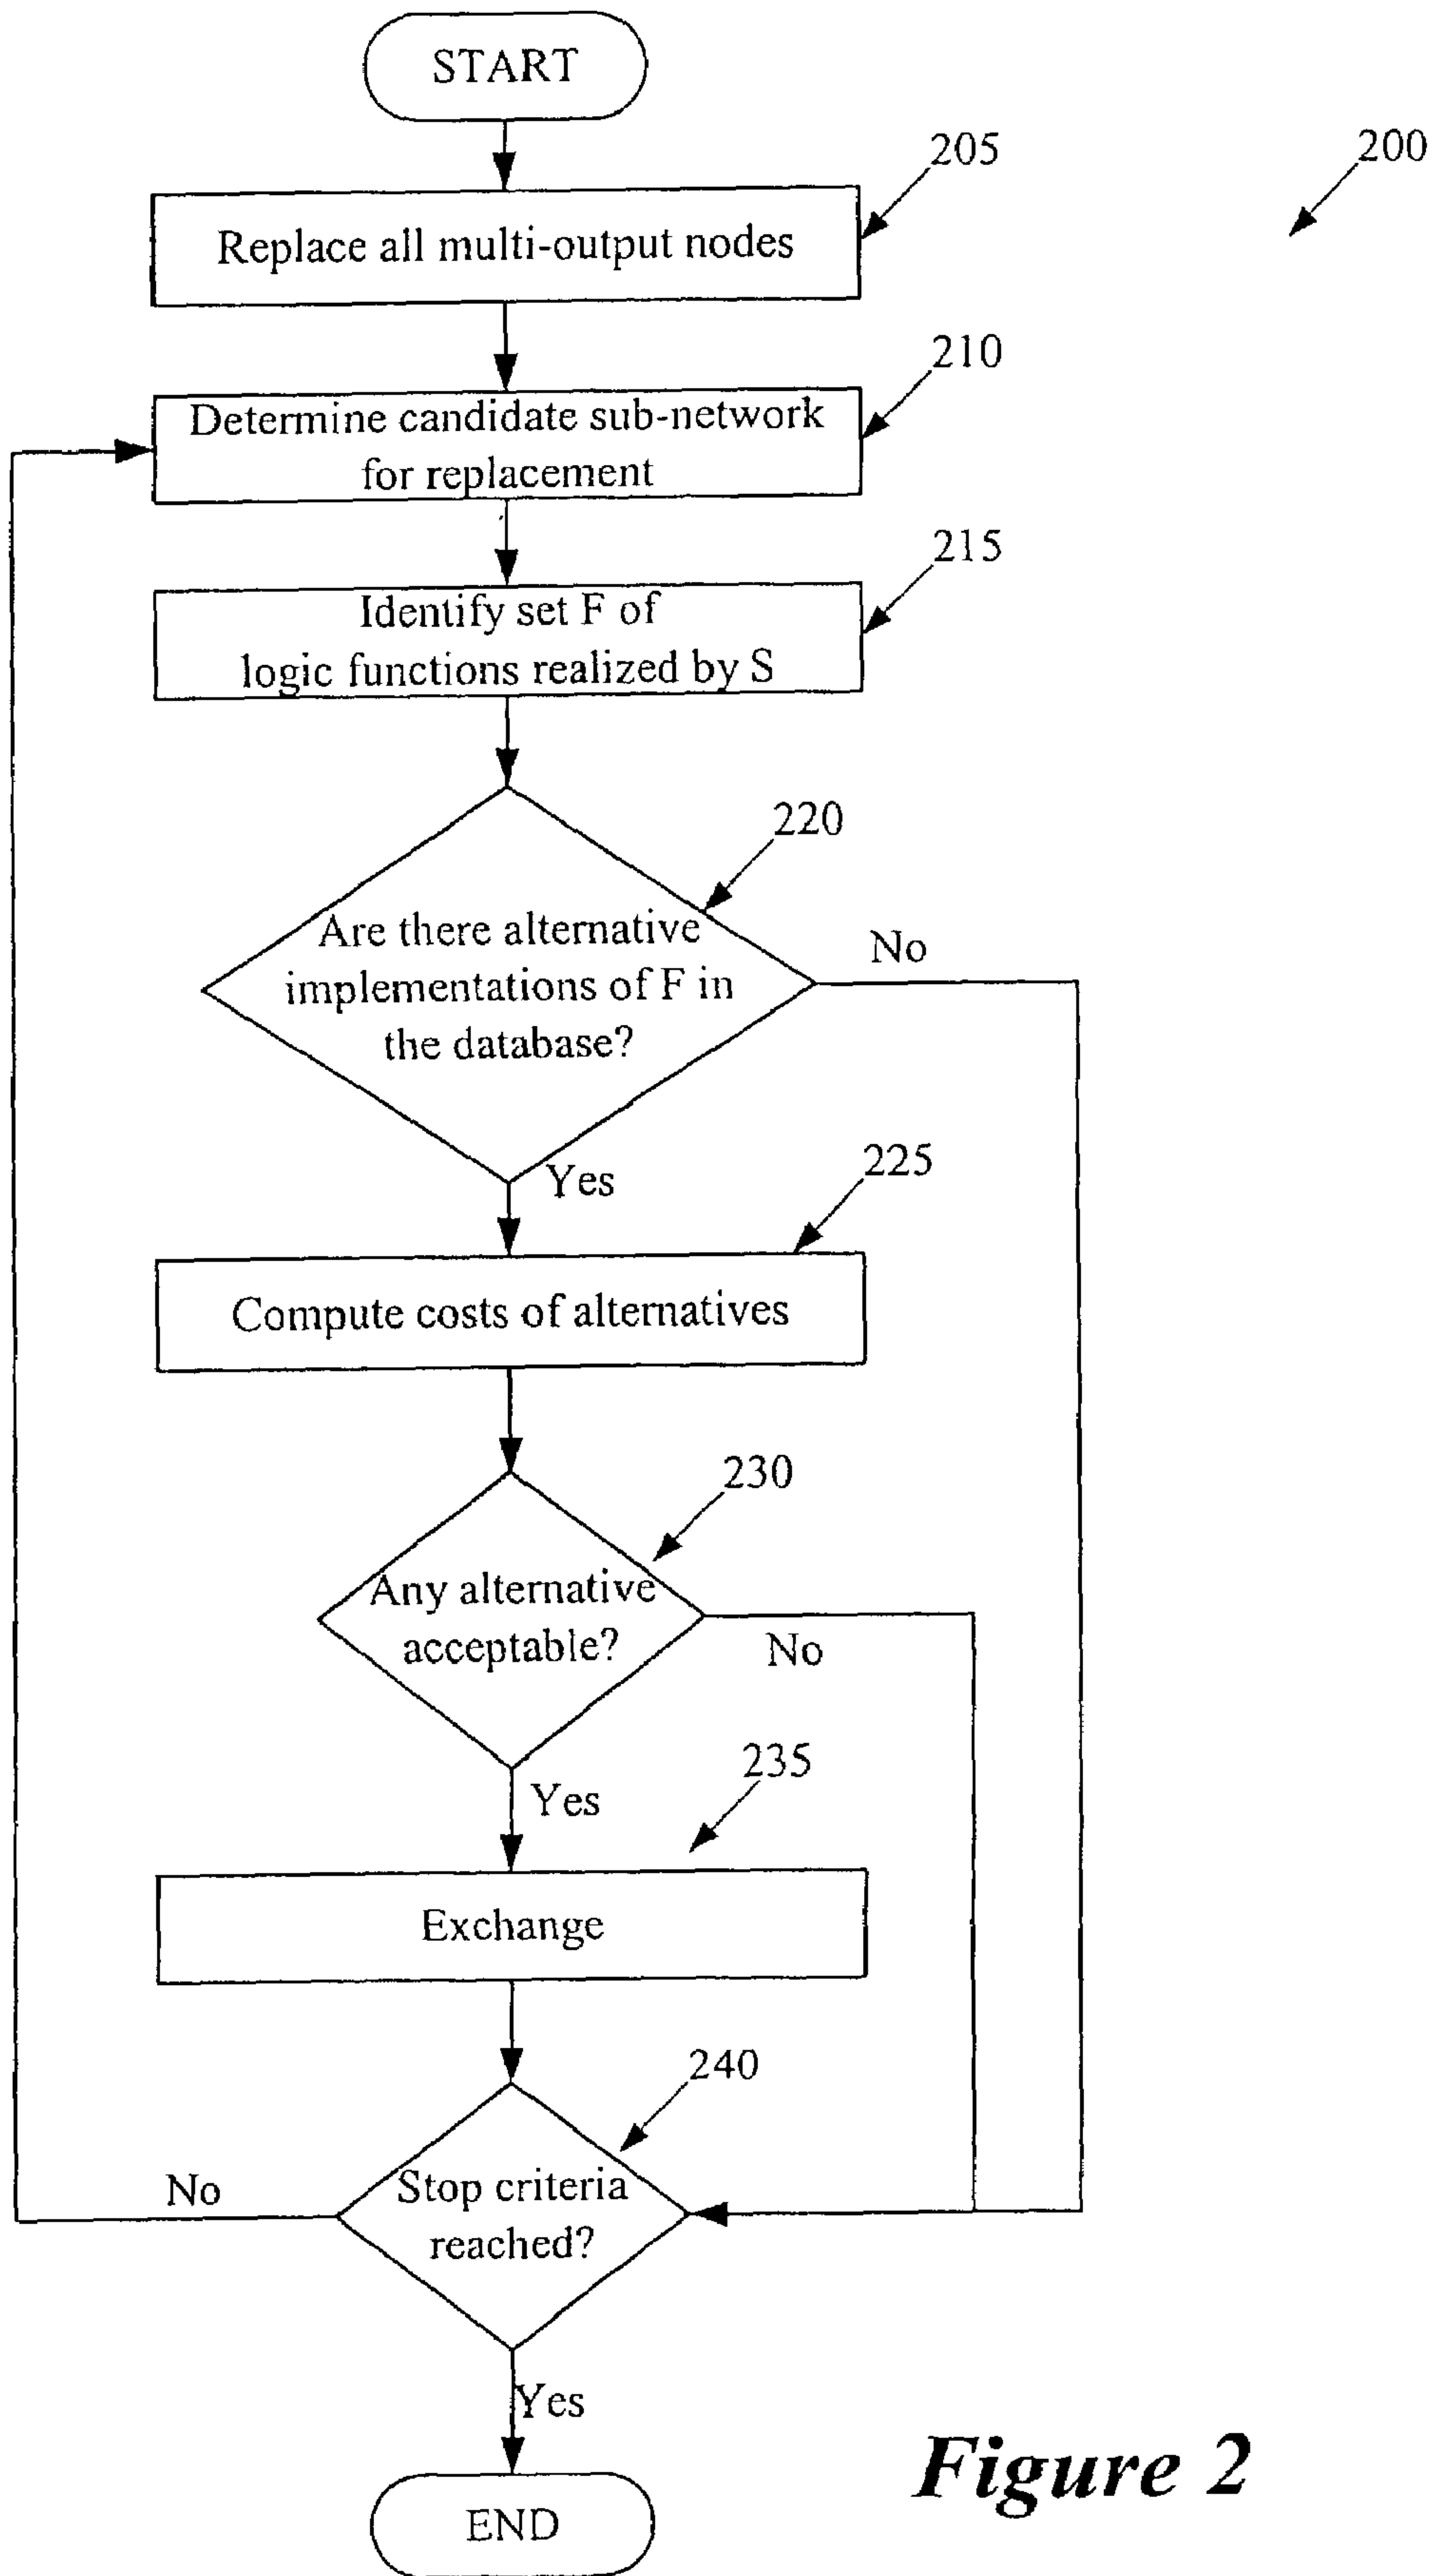 START
205
200
Replace all multi-output nodes
210
Determine candidate sub-network
for replacement
215
Identify set F of
logic functions realized by S
220
Are there alternative
implementations of F in
the database?
No
Yes
225
Compute costs of alternatives
230
Any alternative
acceptable?
No
Yes
235
Exchange
240
Stop criteria
reached?
No
Yes
END
Figure 2